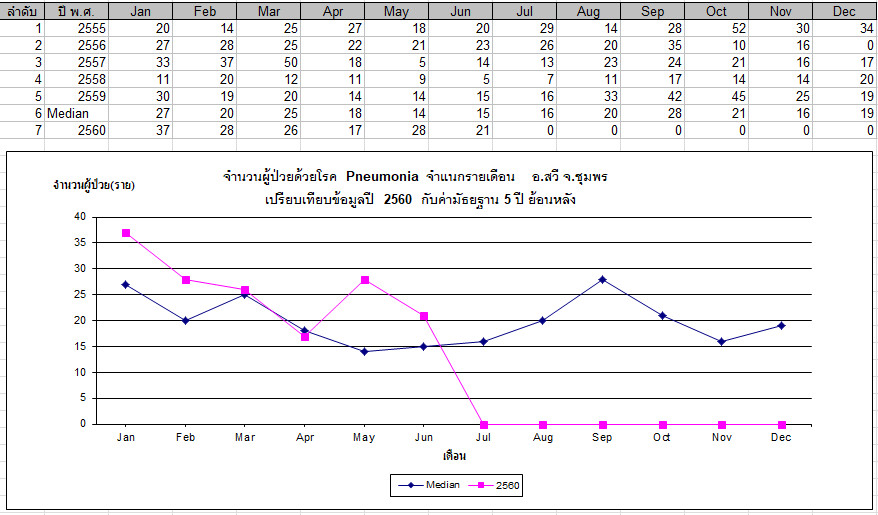 ลำดับ ปี พ.ศ. Jan Feb Mar Apr May Jun Jul Aug Sep Oct Nov Dec
1 2555 20 14 25 27 18 20 29 14 28 52 30 34
2 2556 27 28 25 22 21 23 26 20 35 10 16 0
3 2557 33 37 50 18 5 14 13 23 24 21 16 17
4 2558 11 20 12 11 9 5 7 11 17 14 14 20
5 2559 30 19 20 14 14 15 16 33 42 45 25 19
6 Median 27 20 25 18 14 15 16 20 28 21 16 19
7 2560 37 28 26 17 28 21 0 0 0 0 0 0
จำนวนผู้ป่วยด้วยโรค Pneumonia จำแนกรายเดือน อ.สวี จ.ชุมพร
เปรียบเทียบข้อมูลปี 2560 กับค่ามัธยฐาน 5 ปี ย้อนหลัง
จำนวนผู้ป่วย(ราย)
40
35
30
25
20
15
10
5
0
Jan Feb Mar Apr May Jun Jul Aug Sep Oct Nov Dec
เดือน
Median 2560